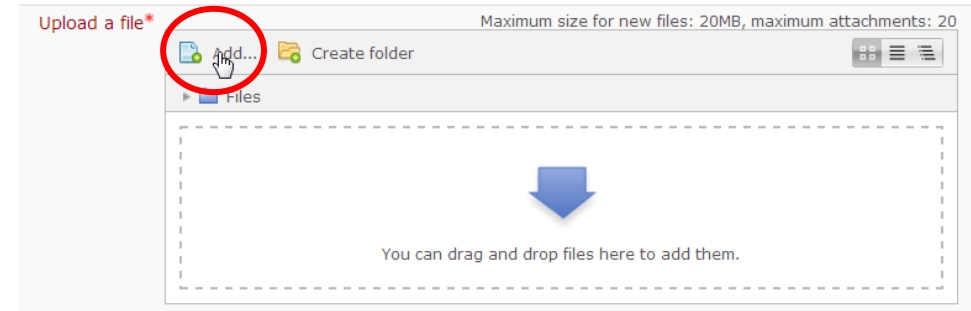 Upload a file*
Maximum size for new files: 20MB, maximum attachments: 20
Add... Create folder
Files
You can drag and drop files here to add them.